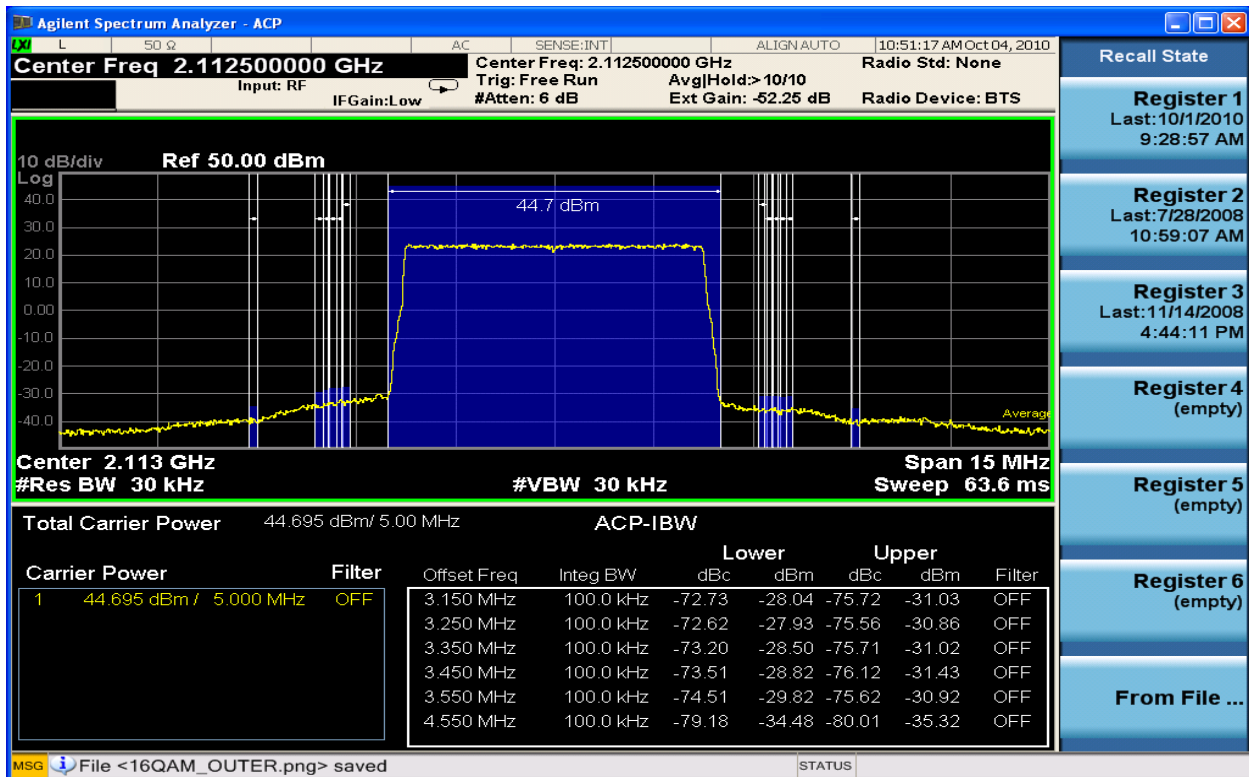 Agilent Spectrum Analyzer - ACP
LXI L 50 Ω AC SENSE:INT ALIGN AUTO 10:51:17 AM Oct 04, 2010
Center Freq 2.112500000 GHz
Input: RF
IFGain:Low
Center Freq: 2.112500000 GHz
Trig: Free Run
#Atten: 6 dB
Avg|Hold:> 10/10
Ext Gain: -52.25 dB
Radio Std: None
Radio Device: BTS
10 dB/div Ref 50.00 dBm
Log
40.0
30.0
20.0
10.0
0.00
-10.0
-20.0
-30.0
-40.0
44.7 dBm
Average
Center 2.113 GHz Span 15 MHz
#Res BW 30 kHz #VBW 30 kHz Sweep 63.6 ms
Total Carrier Power 44.695 dBm/ 5.00 MHz ACP-IBW
Lower Upper
Carrier Power Filter
1 44.695 dBm / 5.000 MHz OFF
Offset Freq Integ BW dBc dBm dBc dBm Filter
3.150 MHz 100.0 kHz -72.73 -28.04 -75.72 -31.03 OFF
3.250 MHz 100.0 kHz -72.62 -27.93 -75.56 -30.86 OFF
3.350 MHz 100.0 kHz -73.20 -28.50 -75.71 -31.02 OFF
3.450 MHz 100.0 kHz -73.51 -28.82 -76.12 -31.43 OFF
3.550 MHz 100.0 kHz -74.51 -29.82 -75.62 -30.92 OFF
4.550 MHz 100.0 kHz -79.18 -34.48 -80.01 -35.32 OFF
MSG File <16QAM_OUTER.png> saved STATUS
Recall State
Register 1
Last:10/1/2010
9:28:57 AM
Register 2
Last:7/28/2008
10:59:07 AM
Register 3
Last:11/14/2008
4:44:11 PM
Register 4
(empty)
Register 5
(empty)
Register 6
(empty)
From File ...